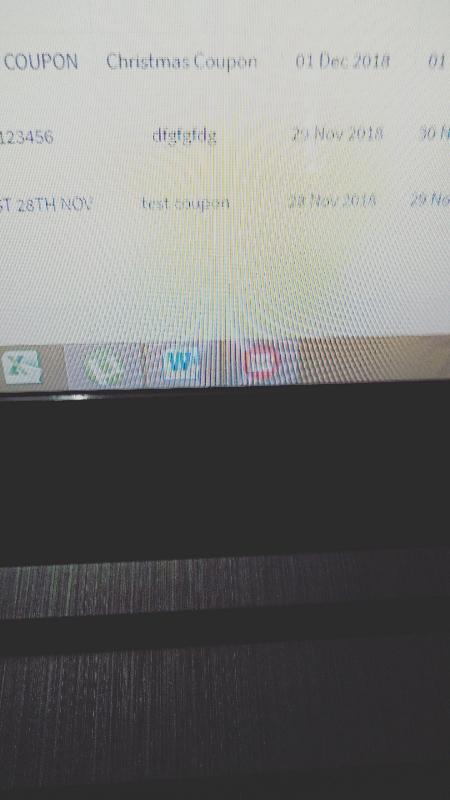 COUPON Christmas Coupon 01 Dec 2018 01
123456 dfgfgfdg 29 Nov 2018 30 N
ST 28TH NOV test coupon 28 Nov 2018 29 No